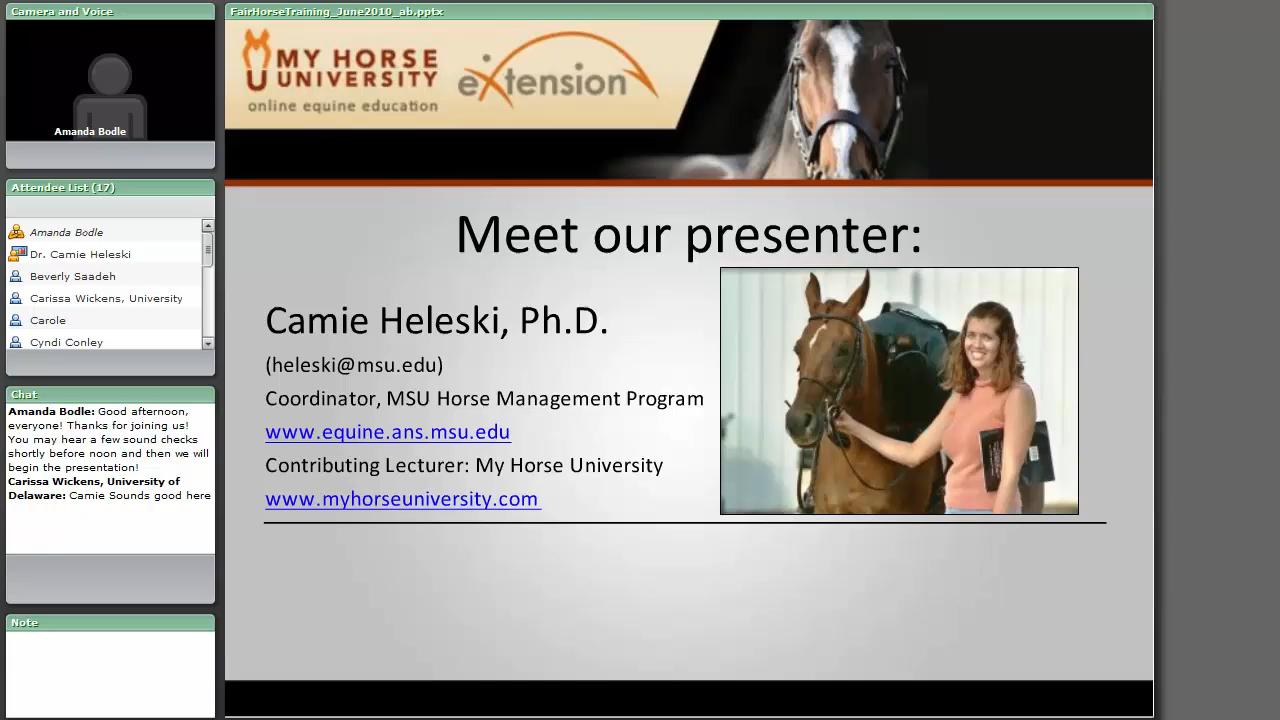 Camera and Voice
Amanda Bodle
Attendee List (17)
Amanda Bodle
Dr. Camie Heleski
Beverly Saadeh
Carissa Wickens, University
Carole
Cyndi Conley
Chat
Amanda Bodle: Good afternoon,
everyone! Thanks for joining us!
You may hear a few sound checks
shortly before noon and then we will
begin the presentation!
Carissa Wickens, University of
Delaware: Camie Sounds good here
Note
FairHorseTraining_June2010_ab.pptx
MY HORSE
UNIVERSITY
online equine education
eXtension
Meet our presenter:
Camie Heleski, Ph.D.
(heleski@msu.edu)
Coordinator, MSU Horse Management Program
www.equine.ans.msu.edu
Contributing Lecturer: My Horse University
www.myhorseuniversity.com